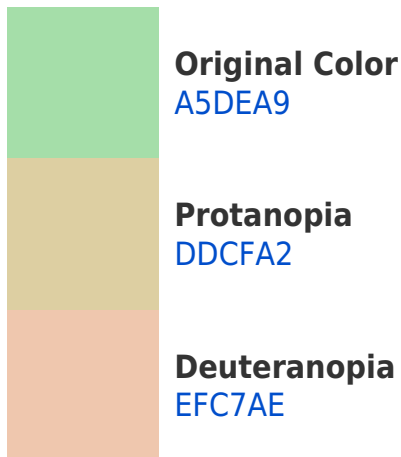 Original Color
A5DEA9
Protanopia
DDCFA2
Deuteranopia
EFC7AE